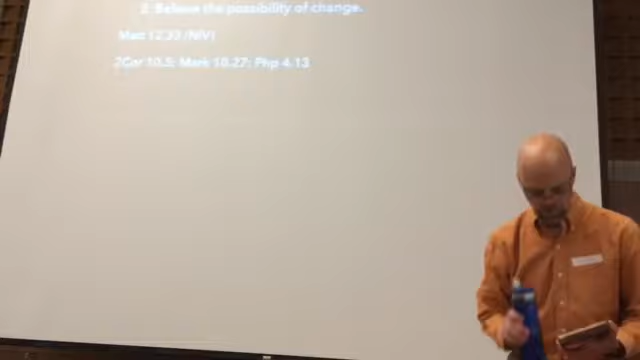 2. Believe the possibility of change.
Matt 12.33 (NIV)
2Cor 10.5; Mark 10.27; Php 4.13